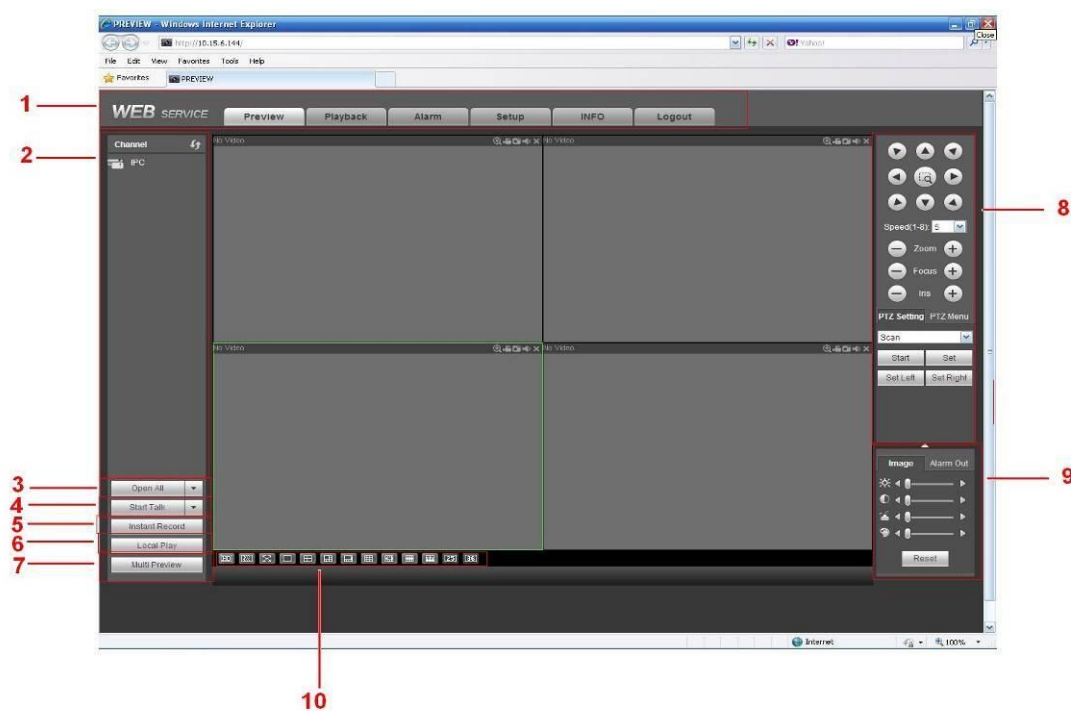 PREVIEW - Windows Internet Explorer
Close
http://10.15.6.144/
Yahoo!
File Edit View Favorites Tools Help
Favorites PREVIEW
1
WEB SERVICE Preview Playback Alarm Setup INFO Logout
2
Channel
IPC
No Video
No Video
8
Speed(1-8): 5
Zoom
Focus
Iris
PTZ Setting PTZ Menu
Scan
Start Set
Set Left Set Right
No Video
No Video
9
Image Alarm Out
Reset
3
Open All
4
Start Talk
5
Instant Record
6
Local Play
7
Multi Preview
25 36
10
Internet 100%